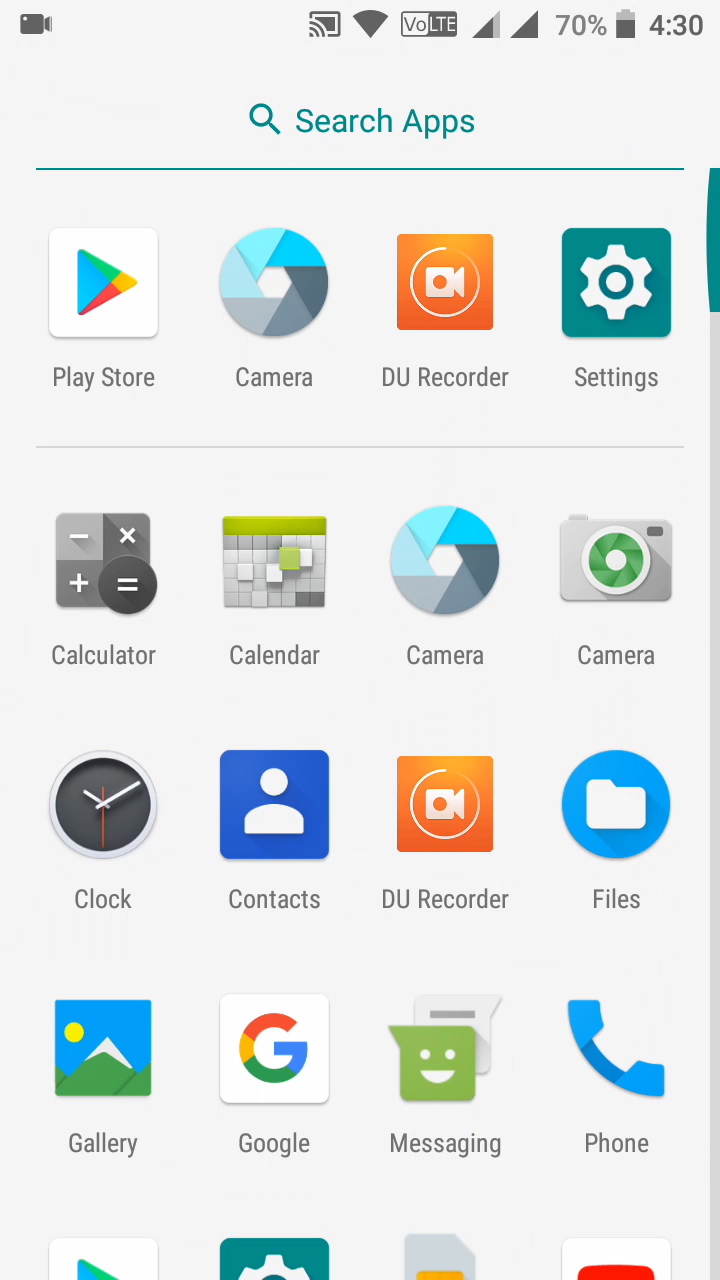 VoLTE 70% 4:30
Search Apps
Play Store Camera DU Recorder Settings
Calculator Calendar Camera Camera
Clock Contacts DU Recorder Files
Gallery Google Messaging Phone